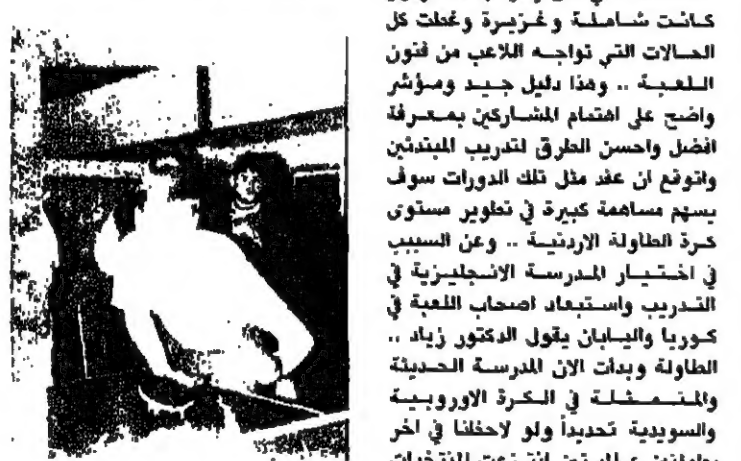 كانت شاملة وغزيرة وغطت كل
الحالات التي تواجه اللاعب من فنون
اللعبة .. وهذا دليل جيد ومؤشر
واضح على اهتمام المشاركين بمعرفة
افضل واحسن الطرق لتدريب المبتدئين
واتوقع ان عقد مثل تلك الدورات سوف
يسهم مساهمة كبيرة في تطوير مستوى
كرة الطاولة الاردنية .. وعن السبب
في اختيار المدرسة الانجليزية في
التدريب واستبعاد اصحاب اللعبة في
كوريا واليابان يقول الدكتور زياد ..
الطاولة وبدأت الان المدرسة الحديثة
والمتمثلة في الكرة الاوروبية
والسويدية تحديداً ولو لاحظنا في اخر